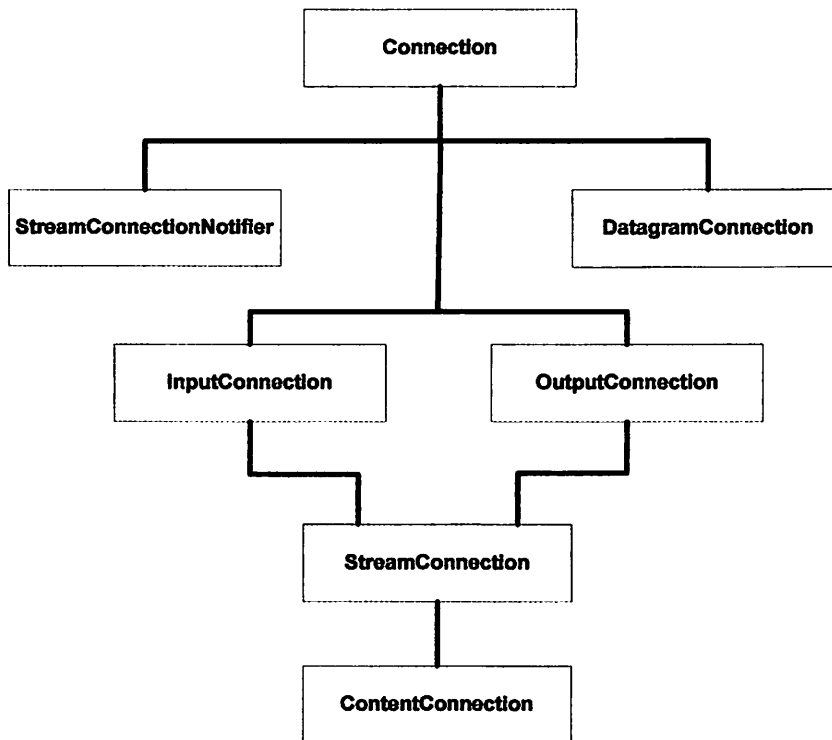 Connection
StreamConnectionNotifier
DatagramConnection
InputConnection
OutputConnection
StreamConnection
ContentConnection